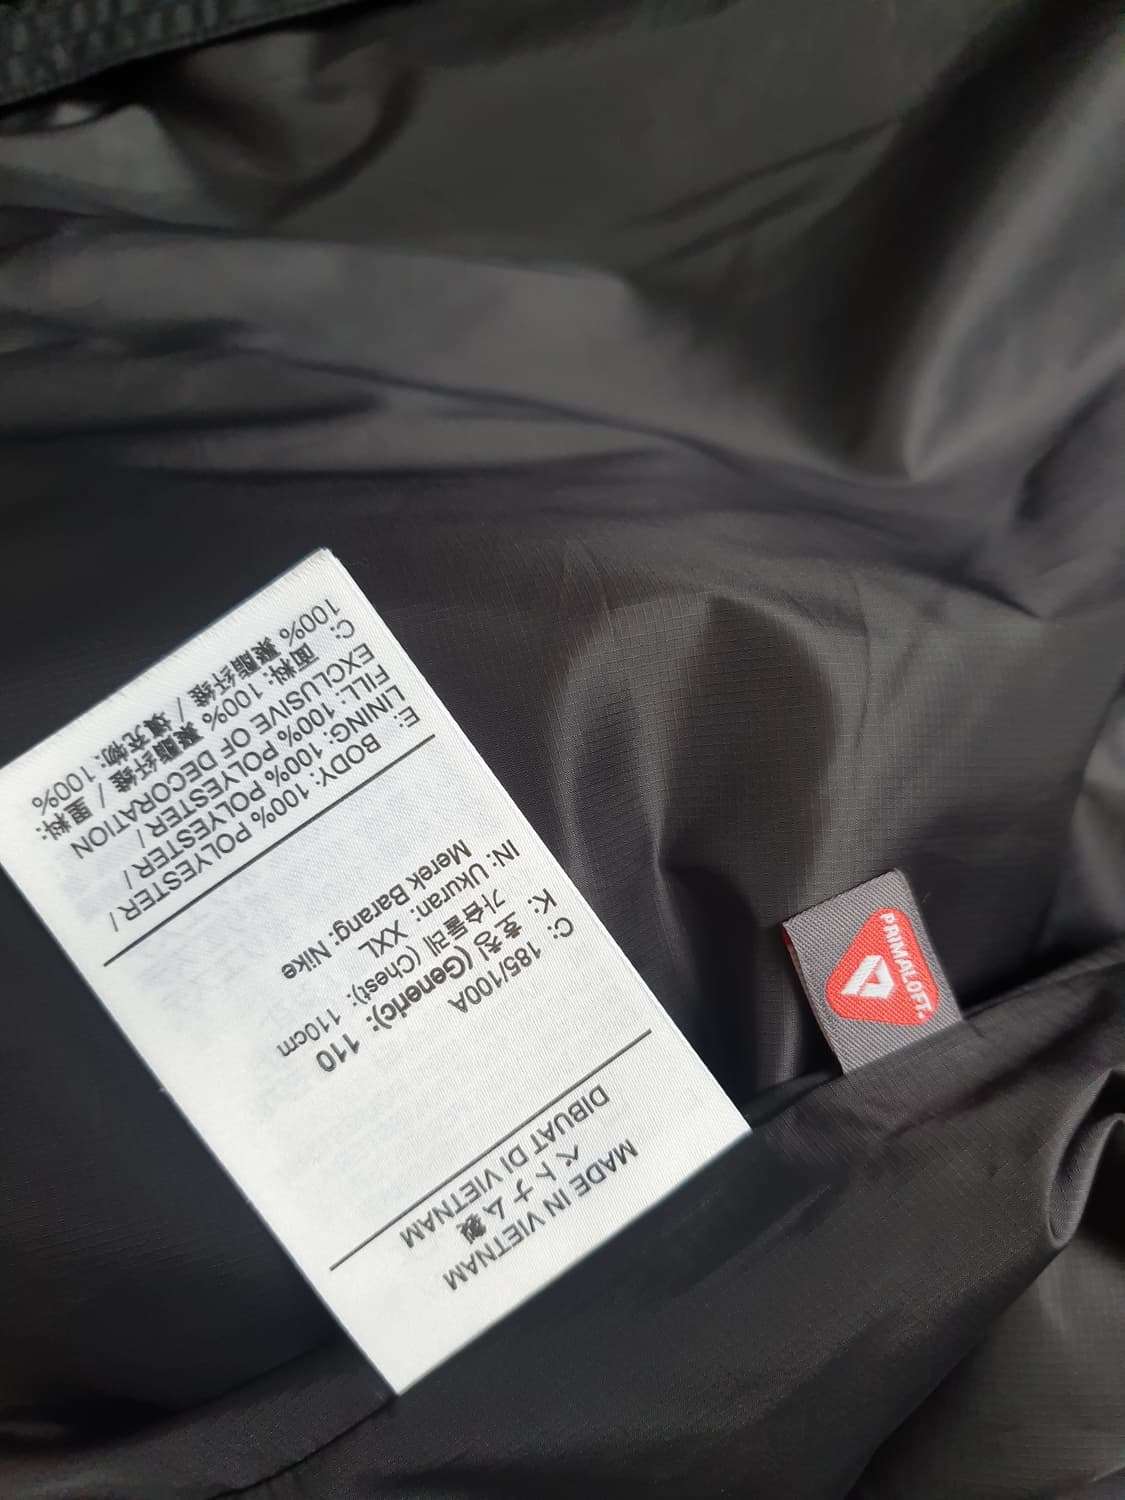 MADE IN VIETNAM
ベトナム製
DIBUAT DI VIETNAM
C: 185/100A
K: 호칭 (Generic): 110
가슴둘레 (Chest): 110cm
IN: Ukuran: XXL
Merek Barang: Nike
E:
BODY: 100% POLYESTER /
LINING: 100% POLYESTER /
FILL: 100% POLYESTER /
EXCLUSIVE OF DECORATION
C: 面料: 100% 聚酯纤维 / 里料:
100% 聚酯纤维 / 填充物: 100%
PRIMALOFT